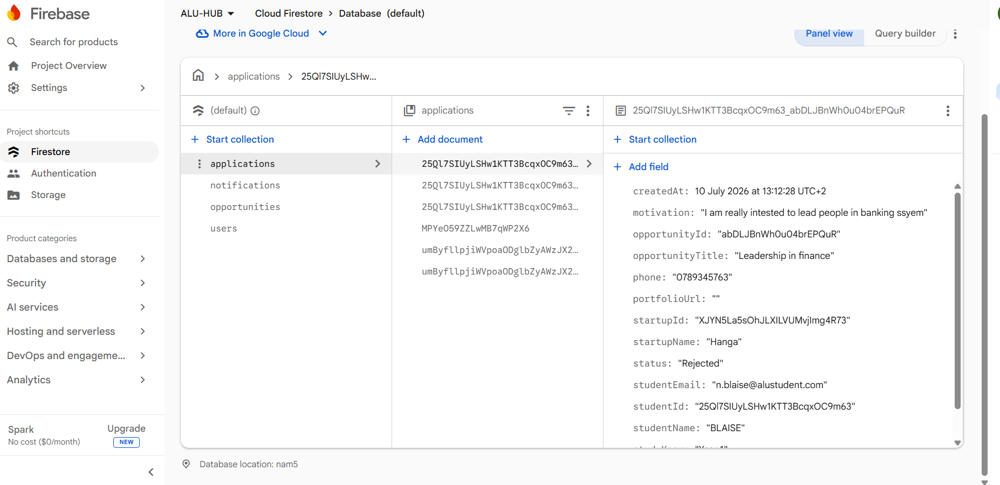 Firebase
Search for products
Project Overview
Settings
Project shortcuts
Firestore
Authentication
Storage
Product categories
Databases and storage
Security
AI services
Hosting and serverless
DevOps and engageme...
Analytics
Spark
No cost ($0/month)
Upgrade
NEW
ALU-HUB
Cloud Firestore > Database (default)
More in Google Cloud
Panel view
Query builder
applications > 25Ql7SIUyLSHw...
(default)
Start collection
applications
notifications
opportunities
users
applications
Add document
25Ql7SIUyLSHw1KTT3BcqxOC9m63…
25Ql7SIUyLSHw1KTT3BcqxOC9m63…
25Ql7SIUyLSHw1KTT3BcqxOC9m63…
MPYeO59ZZLwMB7qWP2X6
umByfllpjiWVpoaODglbZyAWzJX2…
umByfllpjiWVpoaODglbZyAWzJX2…
25Ql7SIUyLSHw1KTT3BcqxOC9m63_abDLJBnWh0u04brEPQuR
Start collection
Add field
createdAt: 10 July 2026 at 13:12:28 UTC+2
motivation: "I am really intested to lead people in banking ssyem"
opportunityId: "abDLJBnWh0u04brEPQuR"
opportunityTitle: "Leadership in finance"
phone: "0789345763"
portfolioUrl: ""
startupId: "XJYN5La5sOhJLXILVUMvjImg4R73"
startupName: "Hanga"
status: "Rejected"
studentEmail: "n.blaise@alustudent.com"
studentId: "25Ql7SIUyLSHw1KTT3BcqxOC9m63"
studentName: "BLAISE"
Database location: nam5